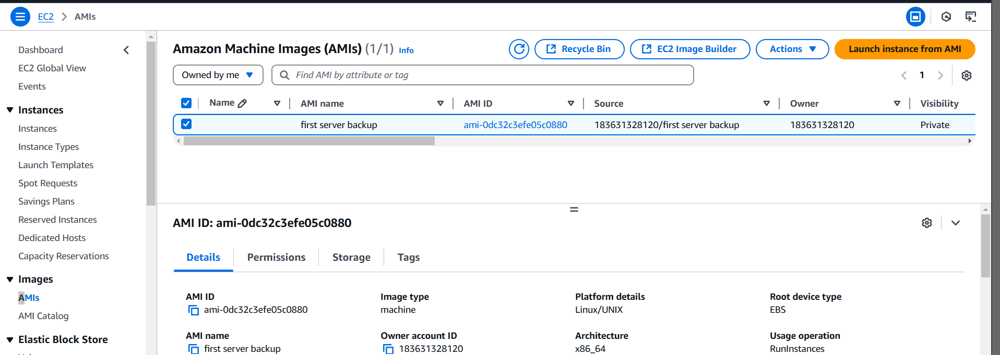 EC2 > AMIs
Dashboard
EC2 Global View
Events
Instances
Instances
Instance Types
Launch Templates
Spot Requests
Savings Plans
Reserved Instances
Dedicated Hosts
Capacity Reservations
Images
AMIs
AMI Catalog
Elastic Block Store
Amazon Machine Images (AMIs) (1/1) Info
Recycle Bin
EC2 Image Builder
Actions
Launch instance from AMI
Owned by me
Find AMI by attribute or tag
1
Name AMI name AMI ID Source Owner Visibility
first server backup ami-0dc32c3efe05c0880 183631328120/first server backup 183631328120 Private
AMI ID: ami-0dc32c3efe05c0880
Details Permissions Storage Tags
AMI ID
ami-0dc32c3efe05c0880
Image type
machine
Platform details
Linux/UNIX
Root device type
EBS
AMI name
first server backup
Owner account ID
183631328120
Architecture
x86_64
Usage operation
RunInstances